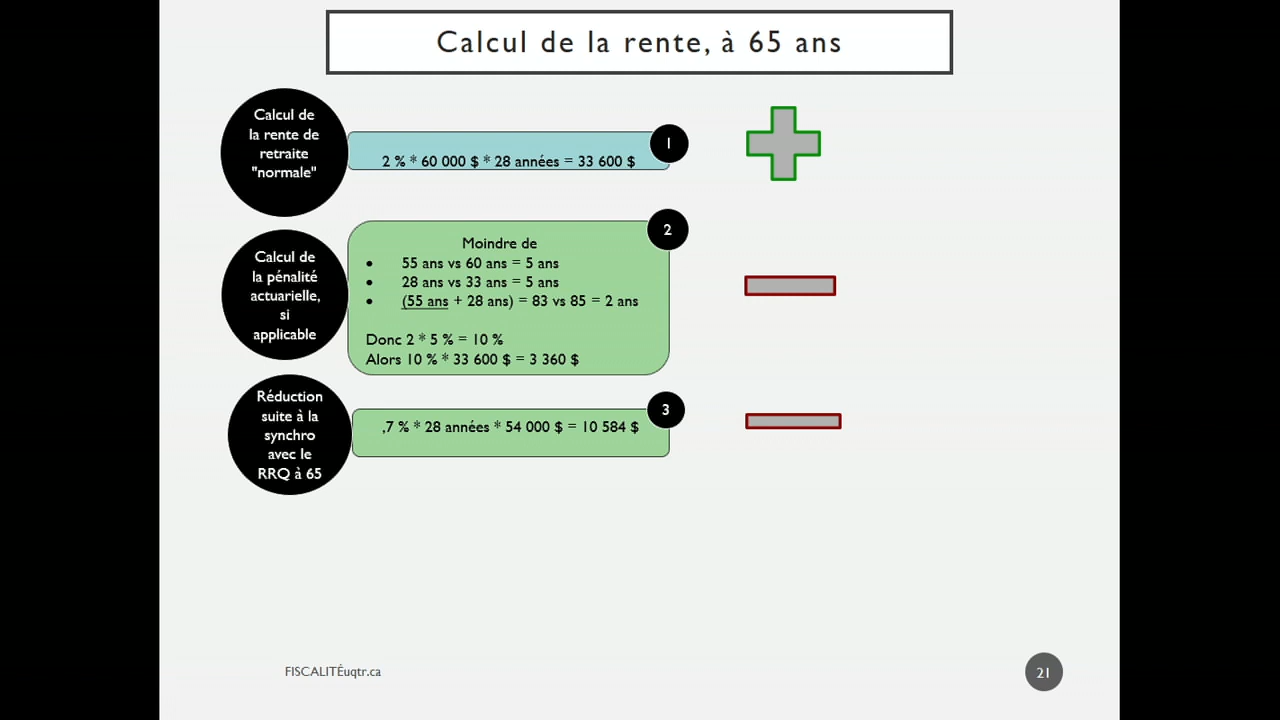 Calcul de la rente, à 65 ans
Calcul de
la rente de
retraite
"normale"
2 % * 60 000 $ * 28 années = 33 600 $
1
Calcul de
la pénalité
actuarielle,
si
applicable
2
Moindre de
• 55 ans vs 60 ans = 5 ans
• 28 ans vs 33 ans = 5 ans
• (55 ans + 28 ans) = 83 vs 85 = 2 ans
Donc 2 * 5 % = 10 %
Alors 10 % * 33 600 $ = 3 360 $
Réduction
suite à la
synchro
avec le
RRQ à 65
3
,7 % * 28 années * 54 000 $ = 10 584 $
FISCALITÉuqtr.ca
21